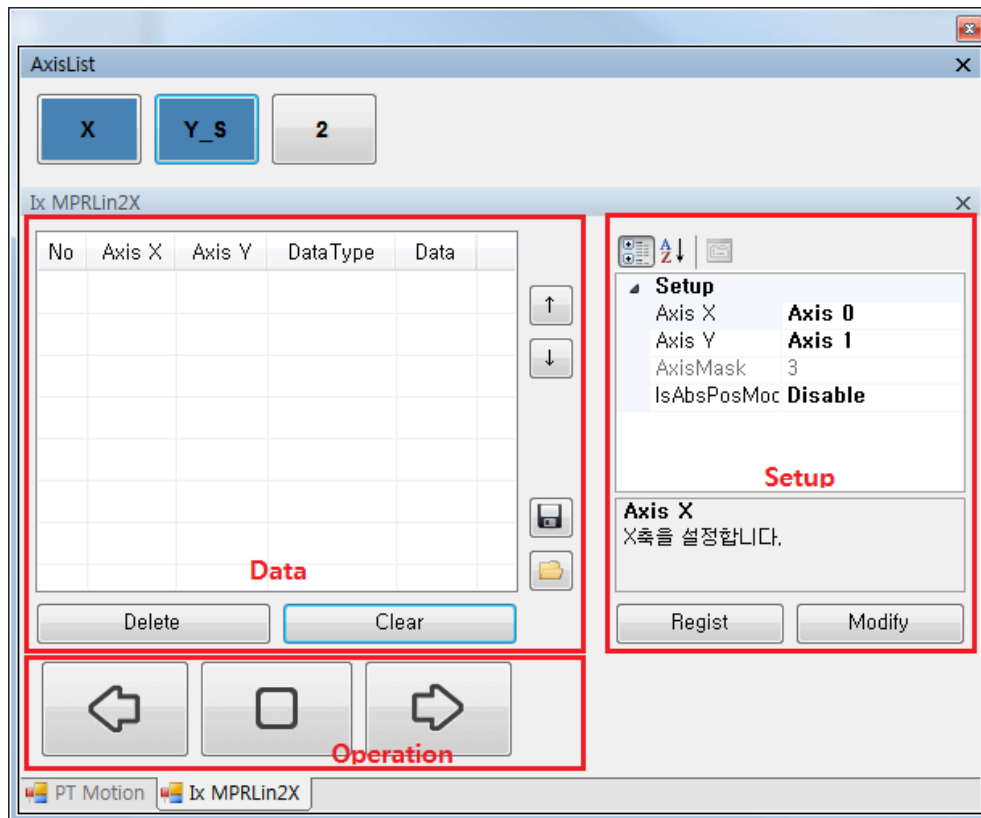 AxisList
X Y_S 2
Ix MPRLin2X
No Axis X Axis Y DataType Data
Setup
Axis X Axis 0
Axis Y Axis 1
AxisMask 3
IsAbsPosMoc Disable
Setup
Axis X
X축을 설정합니다.
Data
Delete Clear
Regist Modify
Operation
PT Motion Ix MPRLin2X